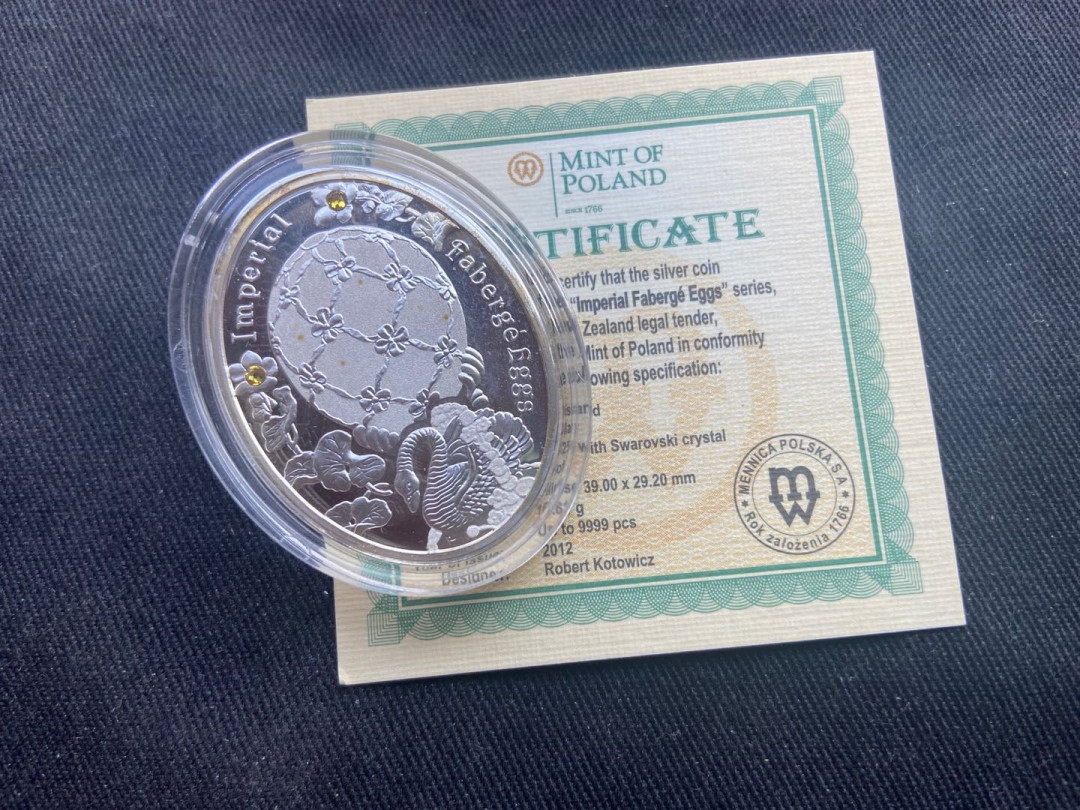 Imperial
Fabergé Eggs
MINT OF
POLAND
SINCE 1766
TIFICATE
certify that the silver coin
"Imperial Fabergé Eggs" series,
Zealand legal tender,
Mint of Poland in conformity
owing specification:
with Swarovski crystal
39.00 x 29.20 mm
g
to 9999 pcs
2012
Robert Kotowicz
MENNICA POLSKA S A
MW
Rok założenia 1766